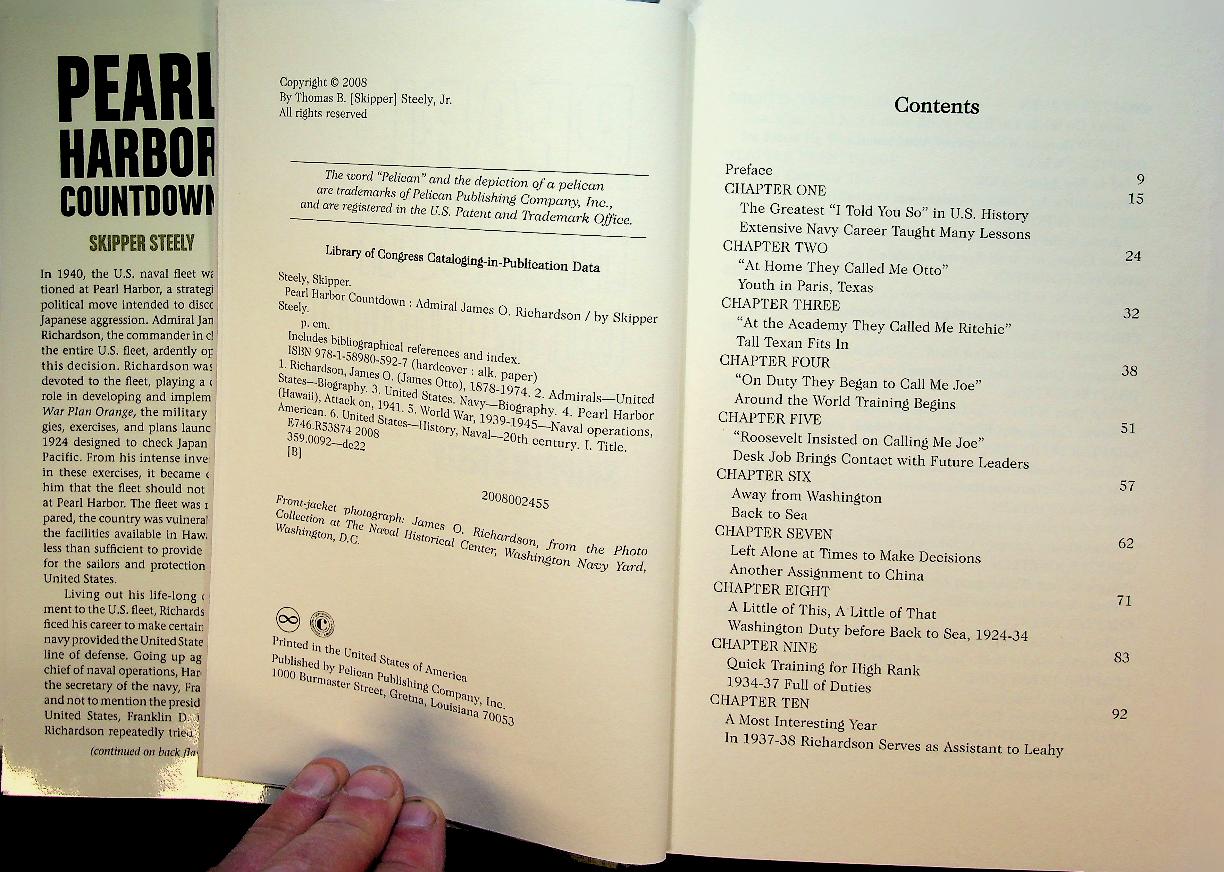 PEARL
HARBOR
COUNTDOWN
SKIPPER STEELY
In 1940, the U.S. naval fleet
tioned at Pearl Harbor, a
political move intended to
Japanese aggression. Admiral
Richardson, the commander in
the entire U.S. fleet, ardently
this decision. Richardson was
devoted to the fleet, playing a
role in developing and
War Plan Orange, the military
gies, exercises, and plans
1924 designed to check Japan
Pacific. From his intense
in these exercises, it became
him that the fleet should not
at Pearl Harbor. The fleet was
pared, the country was
the facilities available in
less than sufficient to provide
for the sailors and protection
United States.
Living out his life-long
ment to the U.S. fleet,
ficed his career to make certain
navy provided the United
line of defense. Going up
chief of naval operations,
the secretary of the navy,
and not to mention the
United States, Franklin D.
Richardson repeatedly
(continued on back
Copyright © 2008
By Thomas B. [Skipper] Steely, Jr.
All rights reserved
The word "Pelican" and the depiction of a pelican
are trademarks of Pelican Publishing Company, Inc.,
and are registered in the U.S. Patent and Trademark Office.
Library of Congress Cataloging-in-Publication Data
Steely, Skipper.
Pearl Harbor Countdown : Admiral James O. Richardson / by Skipper
Steely.
p. cm.
Includes bibliographical references and index.
ISBN 978-1-58980-592-7 (hardcover : alk. paper)
1. Richardson, James O. (James Otto), 1878-1974. 2. Admirals—United
States—Biography. 3. United States. Navy—Biography. 4. Pearl Harbor
(Hawaii), Attack on, 1941. 5. World War, 1939-1945—Naval operations,
American. 6. United States—History, Naval—20th century. I. Title.
E746.R53S74 2008
359.0092—dc22
[B]
2008002455
Front-jacket photograph: James O. Richardson, from the Photo
Collection at The Naval Historical Center, Washington Navy Yard,
Washington, D.C.
Printed in the United States of America
Published by Pelican Publishing Company, Inc.
1000 Burmaster Street, Gretna, Louisiana 70053
Contents
Preface 9
CHAPTER ONE 15
The Greatest "I Told You So" in U.S. History
Extensive Navy Career Taught Many Lessons
CHAPTER TWO 24
"At Home They Called Me Otto"
Youth in Paris, Texas
CHAPTER THREE 32
"At the Academy They Called Me Ritchie"
Tall Texan Fits In
CHAPTER FOUR 38
"On Duty They Began to Call Me Joe"
Around the World Training Begins
CHAPTER FIVE 51
"Roosevelt Insisted on Calling Me Joe"
Desk Job Brings Contact with Future Leaders
CHAPTER SIX 57
Away from Washington
Back to Sea
CHAPTER SEVEN 62
Left Alone at Times to Make Decisions
Another Assignment to China
CHAPTER EIGHT 71
A Little of This, A Little of That
Washington Duty before Back to Sea, 1924-34
CHAPTER NINE 83
Quick Training for High Rank
1934-37 Full of Duties
CHAPTER TEN 92
A Most Interesting Year
In 1937-38 Richardson Serves as Assistant to Leahy